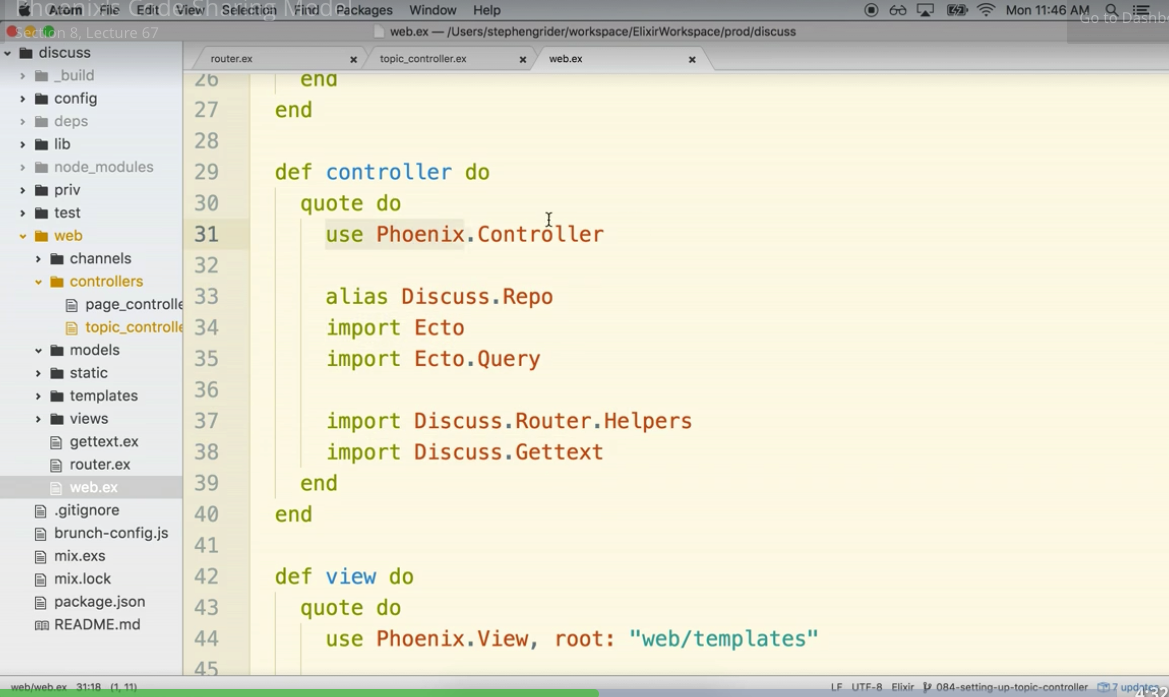 Atom File Edit View Selection Find Packages Window Help Mon 11:46 AM
Phoenix's Code Sharing Model
Section 8, Lecture 67
Go to Dashb
web.ex — /Users/stephengrider/workspace/ElixirWorkspace/prod/discuss
discuss
_build
config
deps
lib
node_modules
priv
test
web
channels
controllers
page_controlle
topic_controlle
models
static
templates
views
gettext.ex
router.ex
web.ex
.gitignore
brunch-config.js
mix.exs
mix.lock
package.json
README.md
router.ex topic_controller.ex web.ex
26 end
27 end
28
29 def controller do
30 quote do
31 use Phoenix.Controller
32
33 alias Discuss.Repo
34 import Ecto
35 import Ecto.Query
36
37 import Discuss.Router.Helpers
38 import Discuss.Gettext
39 end
40 end
41
42 def view do
43 quote do
44 use Phoenix.View, root: "web/templates"
45
web/web.ex 31:18 (1, 11) LF UTF-8 Elixir 084-setting-up-topic-controller 7 updates
4:32